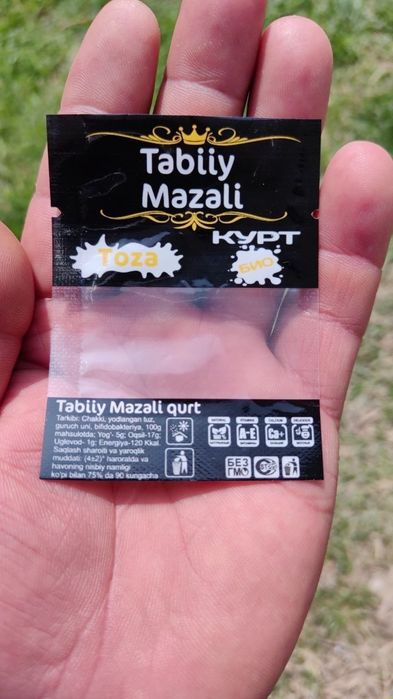 Tabiiy
Mazali
КУРТ
Toza
БИО
Tabiiy Mazali qurt
Tarkibi: Chakki, yodlangan tuz,
guruch uni, bifidobakteriya, 100g
mahsulotda; Yog'- 5g; Oqsil-17g;
Uglevod- 1g; Energiya-120 Kkal.
Saqlash sharoiti va yaroqlik
muddati: (4±2)° haroralda va
havoning nisbiy namligi
ko'pi bilan 75% da 90 sungacha
A-E
Ca+
БЕЗ
ГМО